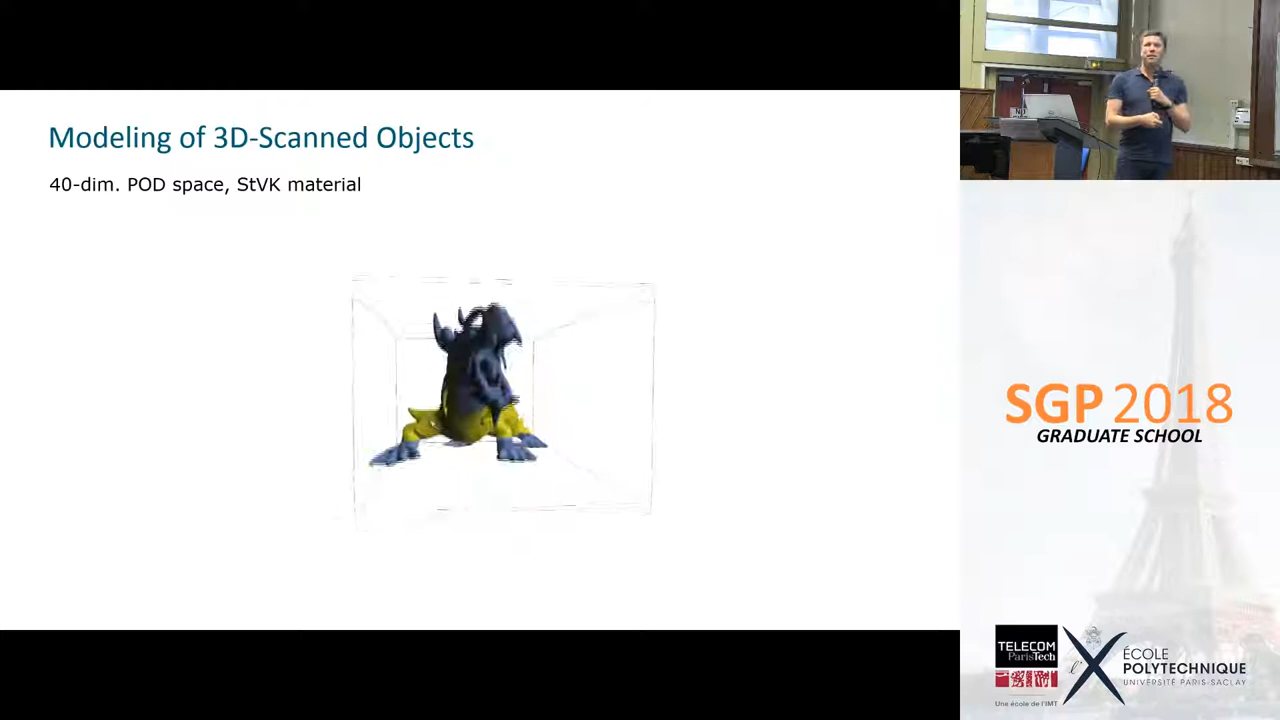 Modeling of 3D-Scanned Objects
40-dim. POD space, StVK material
SGP 2018
GRADUATE SCHOOL
TELECOM
ParisTech
Une école de l'IMT
ÉCOLE
POLYTECHNIQUE
UNIVERSITÉ PARIS-SACLAY